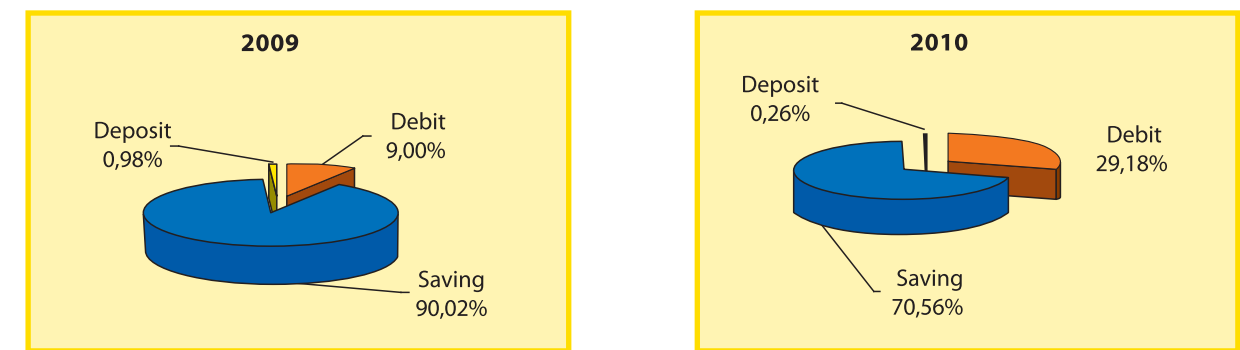 2009
Deposit
0,98%
Debit
9,00%
Saving
90,02%
2010
Deposit
0,26%
Debit
29,18%
Saving
70,56%